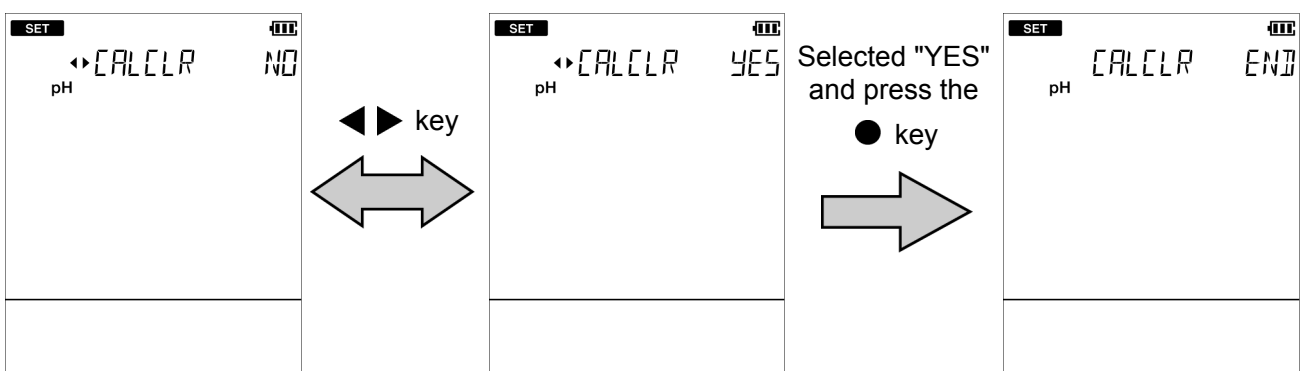 SET
◂▸CALCLR NO
pH
◀ ▶ key
SET
◂▸CALCLR YES
pH
Selected "YES"
and press the
● key
SET
CALCLR END
pH